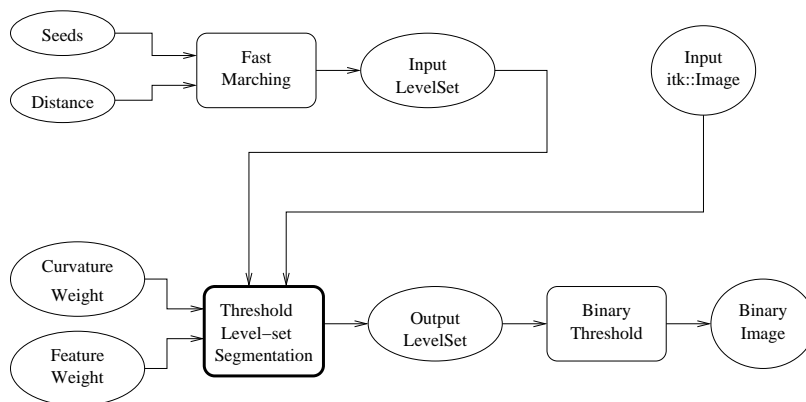 Seeds
Distance
Fast
Marching
Input
LevelSet
Input
itk::Image
Curvature
Weight
Feature
Weight
Threshold
Level-set
Segmentation
Output
LevelSet
Binary
Threshold
Binary
Image